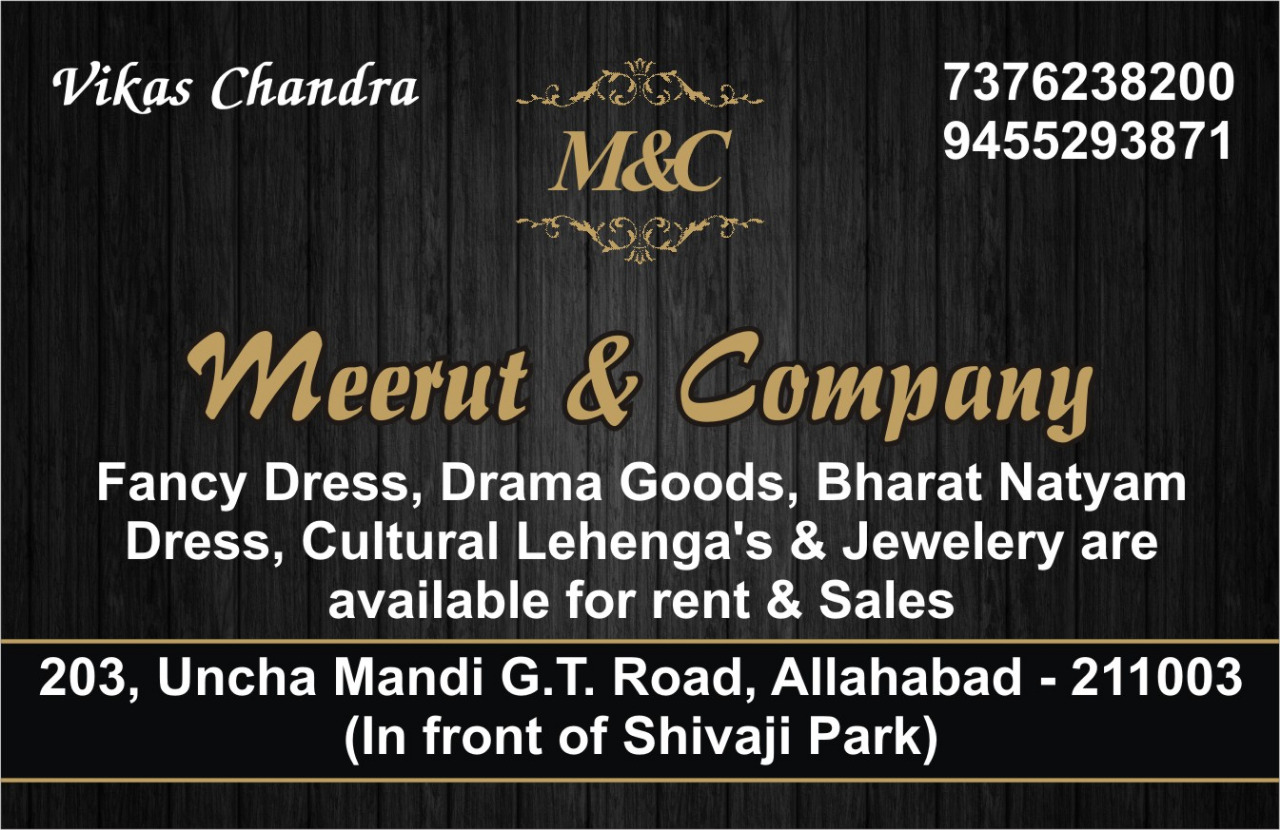 Vikas Chandra
M&C
7376238200
9455293871
Meerut & Company
Fancy Dress, Drama Goods, Bharat Natyam
Dress, Cultural Lehenga's & Jewelery are
available for rent & Sales
203, Uncha Mandi G.T. Road, Allahabad - 211003
(In front of Shivaji Park)